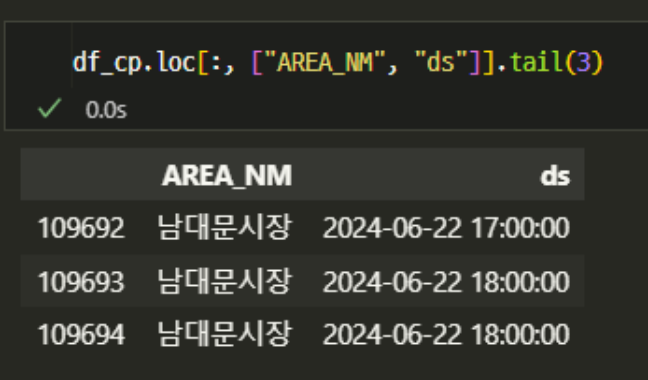 df_cp.loc[:, ["AREA_NM", "ds"]].tail(3)
✓ 0.0s
AREA_NM ds
109692 남대문시장 2024-06-22 17:00:00
109693 남대문시장 2024-06-22 18:00:00
109694 남대문시장 2024-06-22 18:00:00